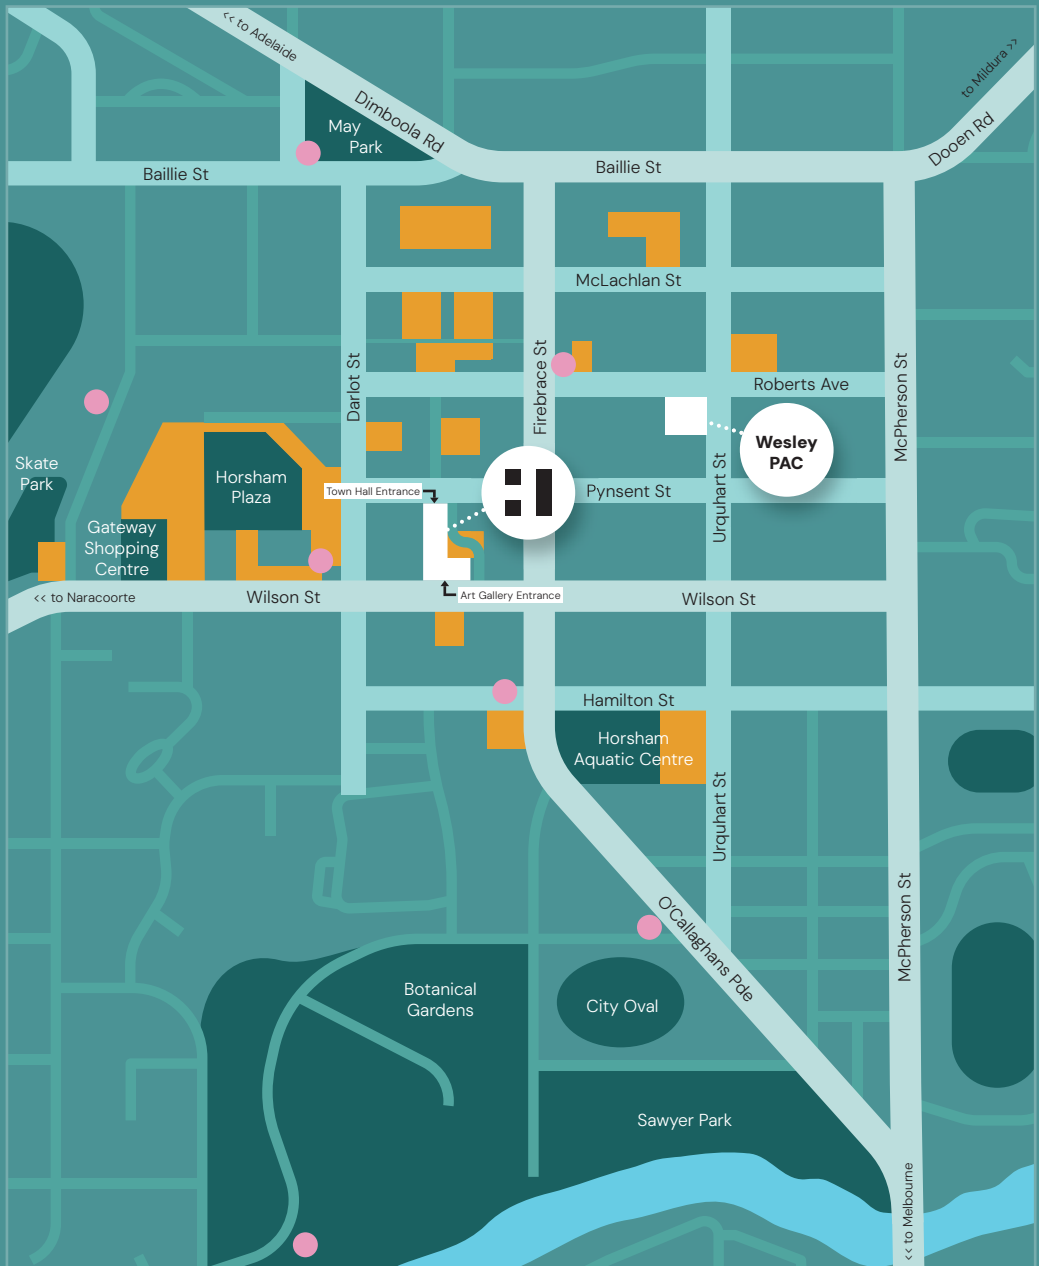 << to Adelaide
to Mildura >>
Dimboola Rd
May
Park
Dooen Rd
Baillie St
Baillie St
McLachlan St
Darlot St
Firebrace St
McPherson St
Roberts Ave
Wesley
PAC
Skate
Park
Horsham
Plaza
Town Hall Entrance
Pynsent St
Urquhart St
Gateway
Shopping
Centre
<< to Naracoorte
Wilson St
Art Gallery Entrance
Wilson St
Hamilton St
Horsham
Aquatic Centre
Urquhart St
O'Callaghans Pde
McPherson St
Botanical
Gardens
City Oval
Sawyer Park
<< to Melbourne